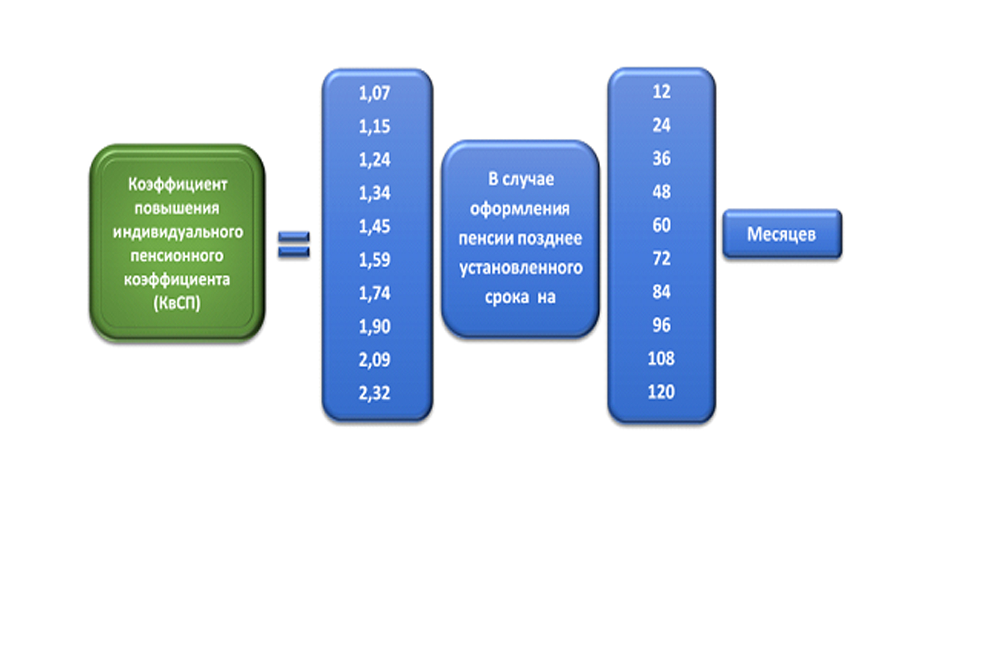 Коэффициент
повышения
индивидуального
пенсионного
коэффициента
(КвСП)
1,07
1,15
1,24
1,34
1,45
1,59
1,74
1,90
2,09
2,32
В случае
оформления
пенсии позднее
установленного
срока на
12
24
36
48
60
72
84
96
108
120
Месяцев